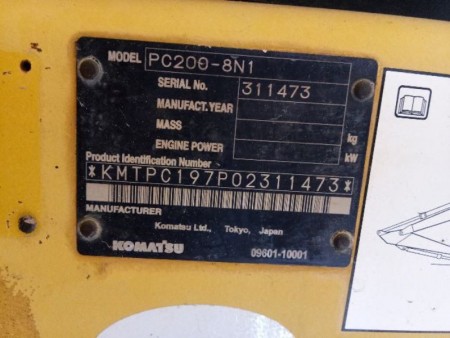 MODEL PC200-8N1
SERIAL No. 311473
MANUFACT. YEAR
MASS kg
ENGINE POWER kW
Product Identification Number
*KMTPC197P02311473*
MANUFACTURER
Komatsu Ltd., Tokyo, Japan
KOMATSU 09601-10001